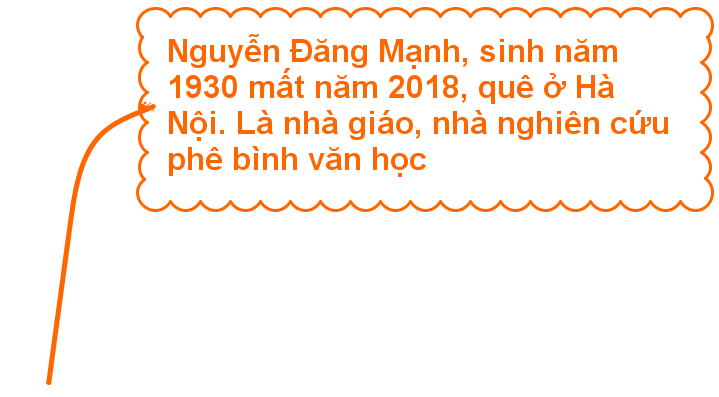 Nguyễn Đăng Mạnh, sinh năm
1930 mất năm 2018, quê ở Hà
Nội. Là nhà giáo, nhà nghiên cứu
phê bình văn học